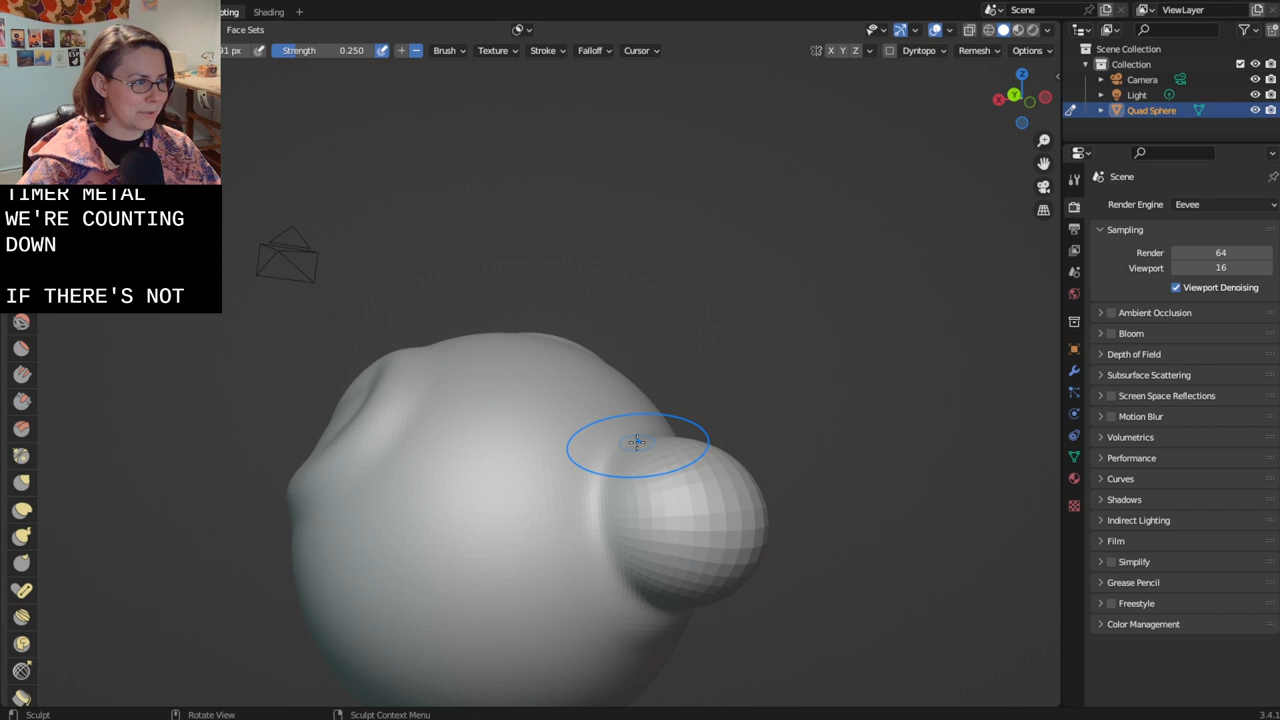 Shading +
Scene
ViewLayer
Face Sets
px
Strength 0.250
+ − Brush Texture Stroke Falloff Cursor
X Y Z
Dyntopo Remesh Options
Scene Collection
Collection
Camera
Light
Quad Sphere
Z
Y
X
Scene
Render Engine Eevee
Sampling
Render 64
Viewport 16
Viewport Denoising
Ambient Occlusion
Bloom
Depth of Field
Subsurface Scattering
Screen Space Reflections
Motion Blur
Volumetrics
Performance
Curves
Shadows
Indirect Lighting
Film
Simplify
Grease Pencil
Freestyle
Color Management
TIMER METAL
WE'RE COUNTING
DOWN
IF THERE'S NOT
Sculpt Rotate View Sculpt Context Menu
3.4.1